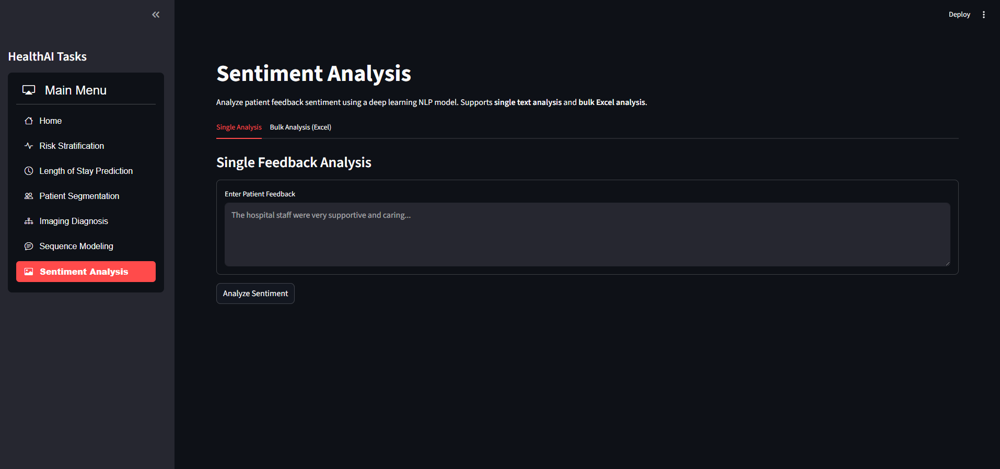 Deploy
HealthAI Tasks
Main Menu
Home
Risk Stratification
Length of Stay Prediction
Patient Segmentation
Imaging Diagnosis
Sequence Modeling
Sentiment Analysis
Sentiment Analysis
Analyze patient feedback sentiment using a deep learning NLP model. Supports single text analysis and bulk Excel analysis.
Single Analysis Bulk Analysis (Excel)
Single Feedback Analysis
Enter Patient Feedback
The hospital staff were very supportive and caring...
Analyze Sentiment